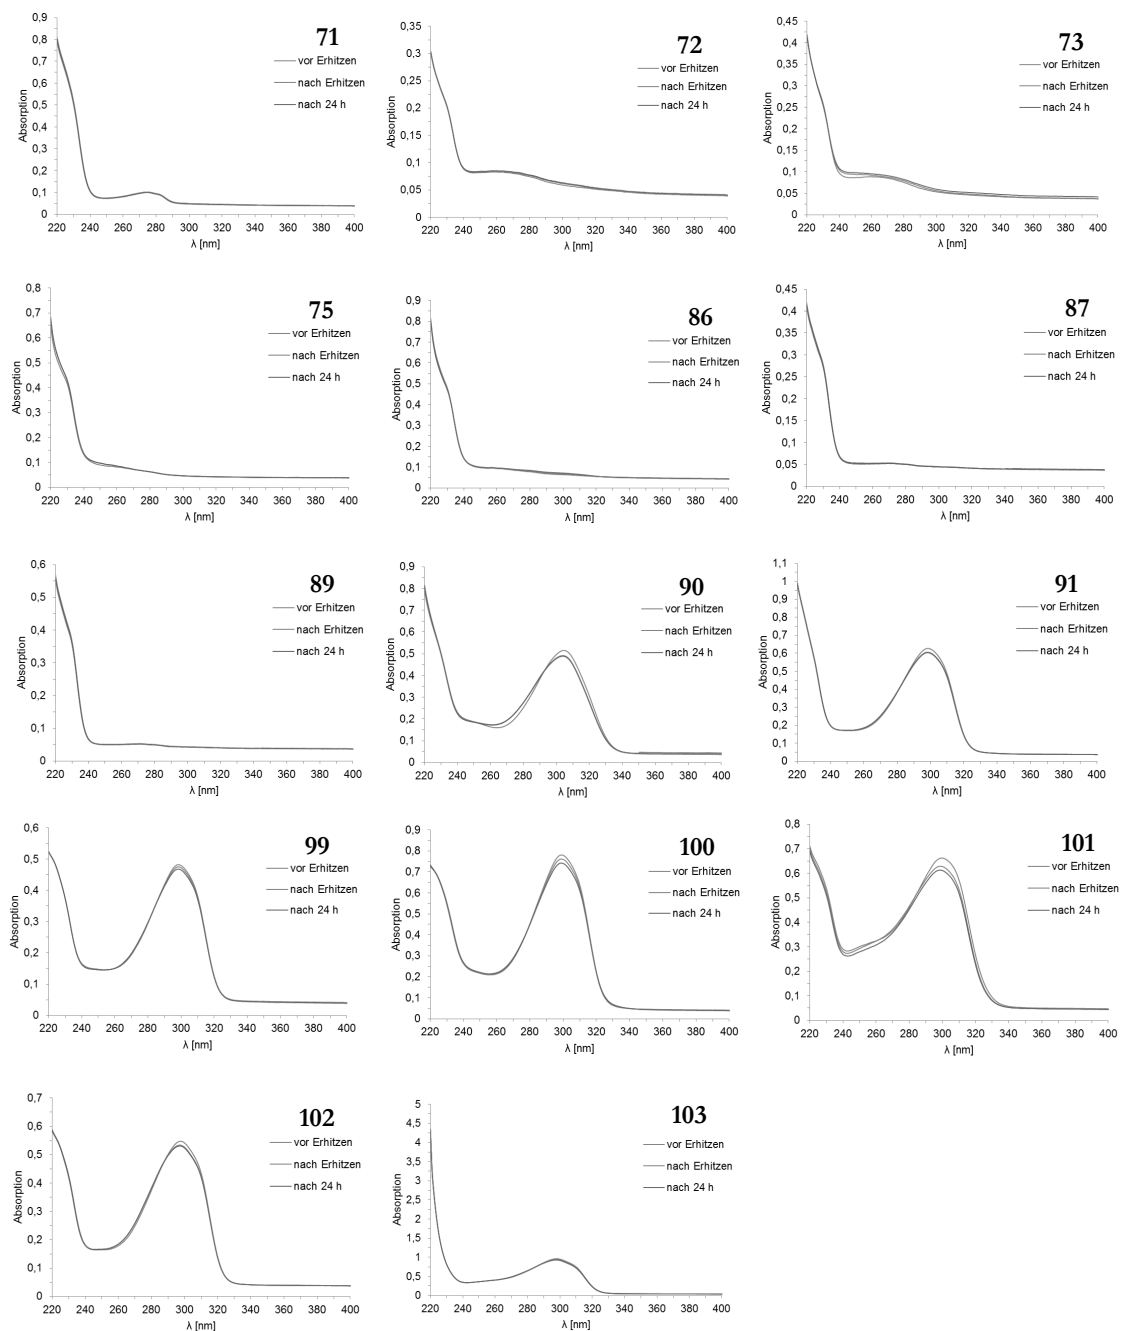 71
0,9
0,8
0,7
0,6
0,5
0,4
0,3
0,2
0,1
0
Absorption
vor Erhitzen
nach Erhitzen
nach 24 h
220 240 260 280 300 320 340 360 380 400
λ [nm]
72
0,35
0,3
0,25
0,2
0,15
0,1
0,05
0
Absorption
vor Erhitzen
nach Erhitzen
nach 24 h
220 240 260 280 300 320 340 360 380 400
λ [nm]
73
0,45
0,4
0,35
0,3
0,25
0,2
0,15
0,1
0,05
0
Absorption
vor Erhitzen
nach Erhitzen
nach 24 h
220 240 260 280 300 320 340 360 380 400
λ [nm]
75
0,8
0,7
0,6
0,5
0,4
0,3
0,2
0,1
0
Absorption
vor Erhitzen
nach Erhitzen
nach 24 h
220 240 260 280 300 320 340 360 380 400
λ [nm]
86
0,9
0,8
0,7
0,6
0,5
0,4
0,3
0,2
0,1
0
Absorption
vor Erhitzen
nach Erhitzen
nach 24 h
220 240 260 280 300 320 340 360 380 400
λ [nm]
87
0,45
0,4
0,35
0,3
0,25
0,2
0,15
0,1
0,05
0
Absorption
vor Erhitzen
nach Erhitzen
nach 24 h
220 240 260 280 300 320 340 360 380 400
λ [nm]
89
0,6
0,5
0,4
0,3
0,2
0,1
0
Absorption
vor Erhitzen
nach Erhitzen
nach 24 h
220 240 260 280 300 320 340 360 380 400
λ [nm]
90
0,9
0,8
0,7
0,6
0,5
0,4
0,3
0,2
0,1
0
Absorption
vor Erhitzen
nach Erhitzen
nach 24 h
220 240 260 280 300 320 340 360 380 400
λ [nm]
91
1,1
1
0,9
0,8
0,7
0,6
0,5
0,4
0,3
0,2
0,1
0
Absorption
vor Erhitzen
nach Erhitzen
nach 24 h
220 240 260 280 300 320 340 360 380 400
λ [nm]
99
0,6
0,5
0,4
0,3
0,2
0,1
0
Absorption
vor Erhitzen
nach Erhitzen
nach 24 h
220 240 260 280 300 320 340 360 380 400
λ [nm]
100
0,9
0,8
0,7
0,6
0,5
0,4
0,3
0,2
0,1
0
Absorption
vor Erhitzen
nach Erhitzen
nach 24 h
220 240 260 280 300 320 340 360 380 400
λ [nm]
101
0,8
0,7
0,6
0,5
0,4
0,3
0,2
0,1
0
Absorption
vor Erhitzen
nach Erhitzen
nach 24 h
220 240 260 280 300 320 340 360 380 400
λ [nm]
102
0,7
0,6
0,5
0,4
0,3
0,2
0,1
0
Absorption
vor Erhitzen
nach Erhitzen
nach 24 h
220 240 260 280 300 320 340 360 380 400
λ [nm]
103
5
4,5
4
3,5
3
2,5
2
1,5
1
0,5
0
Absorption
vor Erhitzen
nach Erhitzen
nach 24 h
220 240 260 280 300 320 340 360 380 400
λ [nm]